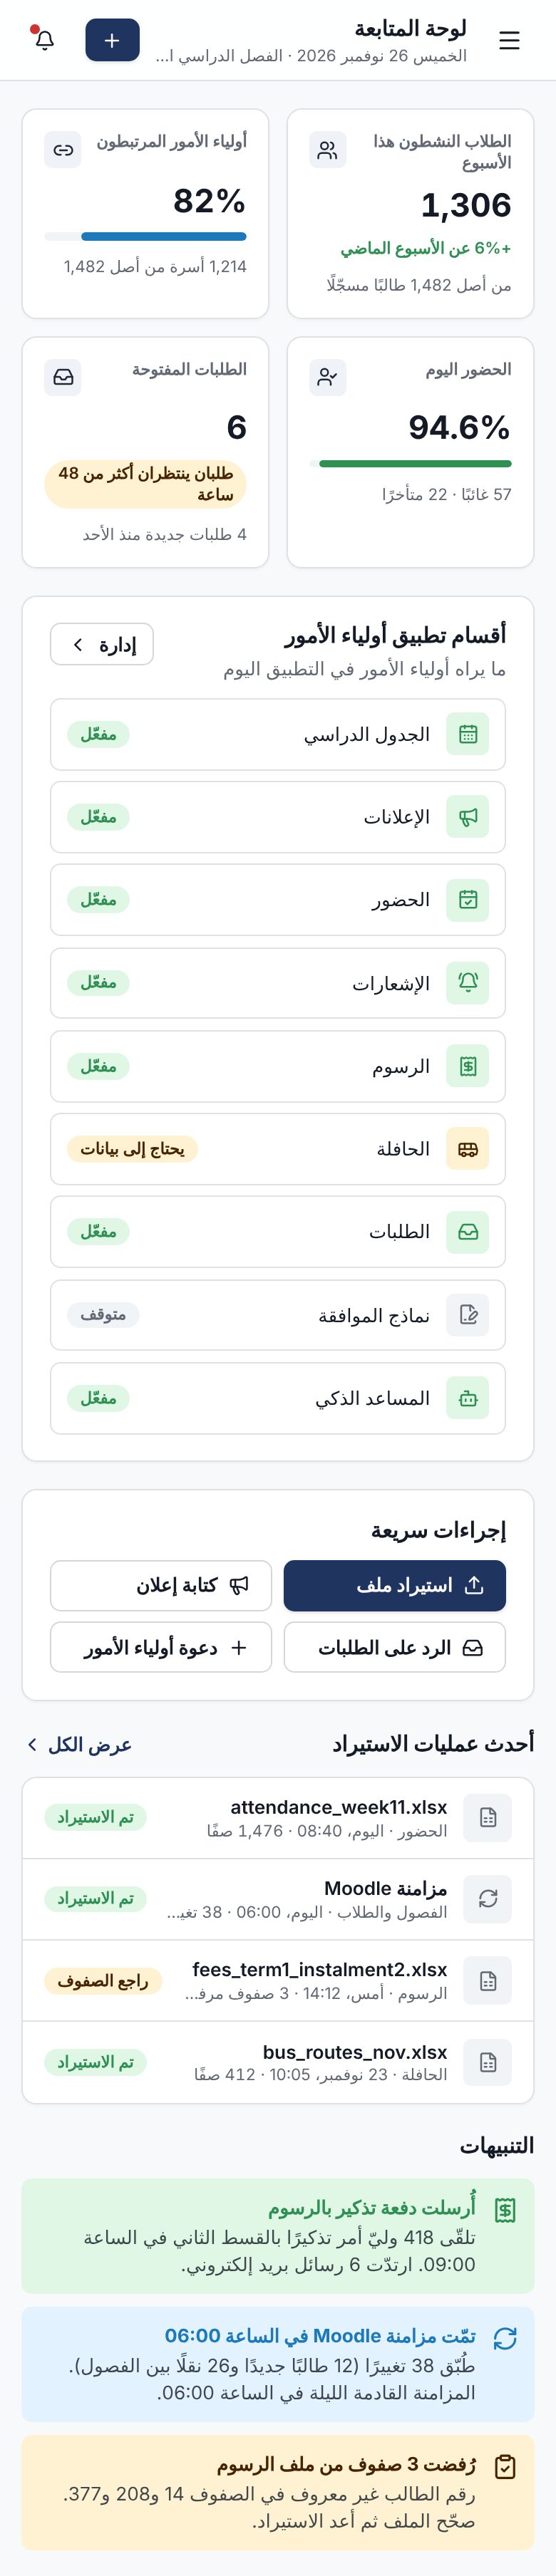 لوحة المتابعة
الخميس 26 نوفمبر 2026 · الفصل الدراسي ا...
الطلاب النشطون هذا
الأسبوع
1,306
+6% عن الأسبوع الماضي
من أصل 1,482 طالبًا مسجّلًا
أولياء الأمور المرتبطون
82%
1,214 أسرة من أصل 1,482
الحضور اليوم
94.6%
57 غائبًا · 22 متأخرًا
الطلبات المفتوحة
6
طلبان ينتظران أكثر من 48
ساعة
4 طلبات جديدة منذ الأحد
أقسام تطبيق أولياء الأمور
ما يراه أولياء الأمور في التطبيق اليوم
إدارة
الجدول الدراسي
مفعّل
الإعلانات
مفعّل
الحضور
مفعّل
الإشعارات
مفعّل
الرسوم
مفعّل
الحافلة
يحتاج إلى بيانات
الطلبات
مفعّل
نماذج الموافقة
متوقف
المساعد الذكي
مفعّل
إجراءات سريعة
استيراد ملف
كتابة إعلان
الرد على الطلبات
دعوة أولياء الأمور
أحدث عمليات الاستيراد
عرض الكل
attendance_week11.xlsx
الحضور · اليوم، 08:40 · 1,476 صفًا
تم الاستيراد
مزامنة Moodle
الفصول والطلاب · اليوم، 06:00 · 38 تغيـ...
تم الاستيراد
fees_term1_instalment2.xlsx
الرسوم · أمس، 14:12 · 3 صفوف مرفـ...
راجع الصفوف
bus_routes_nov.xlsx
الحافلة · 23 نوفمبر، 10:05 · 412 صفًا
تم الاستيراد
التنبيهات
أُرسلت دفعة تذكير بالرسوم
تلقّى 418 وليّ أمر تذكيرًا بالقسط الثاني في الساعة
09:00. ارتدّت 6 رسائل بريد إلكتروني.
تمّت مزامنة Moodle في الساعة 06:00
طُبّق 38 تغييرًا (12 طالبًا جديدًا و26 نقلًا بين الفصول).
المزامنة القادمة الليلة في الساعة 06:00.
رُفضت 3 صفوف من ملف الرسوم
رقم الطالب غير معروف في الصفوف 14 و208 و377.
صحّح الملف ثم أعد الاستيراد.